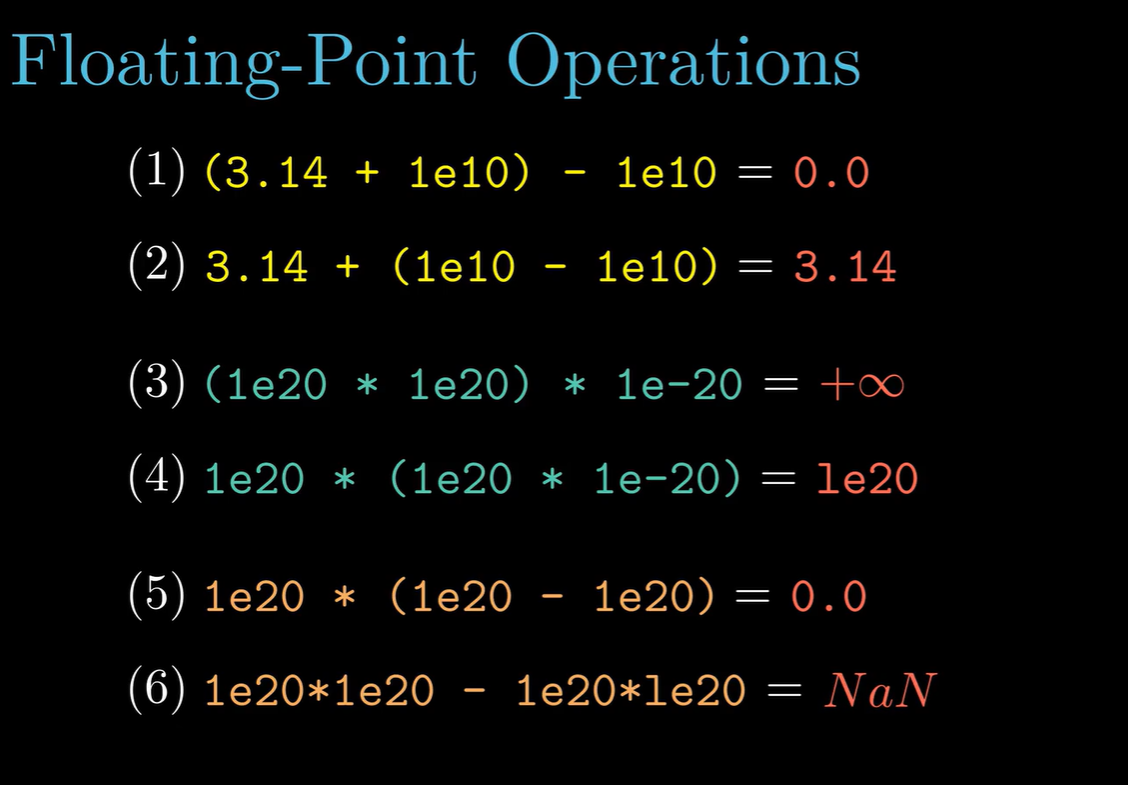 Floating-Point Operations
(1) (3.14 + 1e10) - 1e10 = 0.0
(2) 3.14 + (1e10 - 1e10) = 3.14
(3) (1e20 * 1e20) * 1e-20 = +∞
(4) 1e20 * (1e20 * 1e-20) = le20
(5) 1e20 * (1e20 - 1e20) = 0.0
(6) 1e20*1e20 - 1e20*le20 = NaN